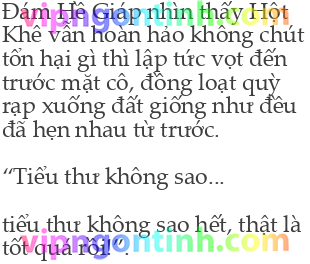 Đám Hề Giáp nhìn thấy Hột
Khê vẫn hoàn hảo không chút
tổn hại gì thì lập tức vọt đến
trước mặt cô, đồng loạt quỳ
rạp xuống đất giống như đều
đã hẹn nhau từ trước.
“Tiểu thư không sao...
tiểu thư không sao hết, thật là
tốt quá rồi!”.
vipngontinh.com
vipngontinh.com
vipngontinh.com